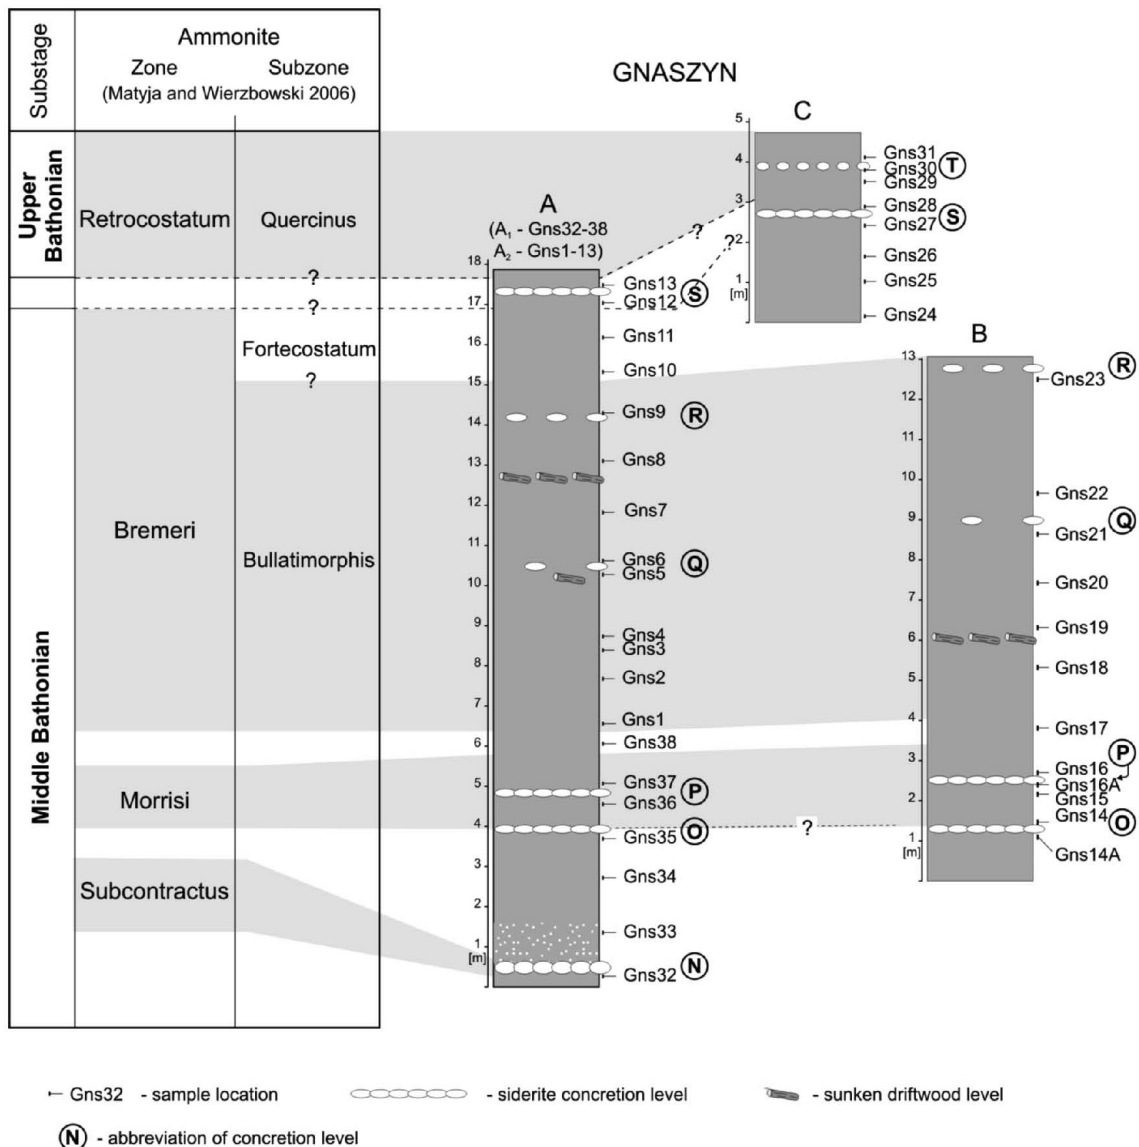 Substage
Ammonite
Zone
Subzone
(Matyja and Wierzbowski 2006)
GNASZYN
Upper
Bathonian
Retrocostatum
Quercinus
?
?
Fortecostatum
?
Middle Bathonian
Bremeri
Bullatimorphis
Morrisi
Subcontractus
A
(A1 - Gns32-38
A2 - Gns1-13)
18
17
16
15
14
13
12
11
10
9
8
7
6
5
4
3
2
1
[m]
Gns13
S
Gns12
Gns11
Gns10
Gns9
R
Gns8
Gns7
Gns6
Q
Gns5
Gns4
Gns3
Gns2
Gns1
Gns38
Gns37
P
Gns36
O
Gns35
Gns34
Gns33
N
Gns32
?
?
?
C
5
4
3
2
1
[m]
Gns31
T
Gns30
Gns29
Gns28
S
Gns27
Gns26
Gns25
Gns24
B
13
12
11
10
9
8
7
6
5
4
3
2
1
[m]
R
Gns23
Gns22
Q
Gns21
Gns20
Gns19
Gns18
Gns17
P
Gns16
Gns16A
Gns15
Gns14
O
Gns14A
Gns32 - sample location
- siderite concretion level
- sunken driftwood level
N - abbreviation of concretion level